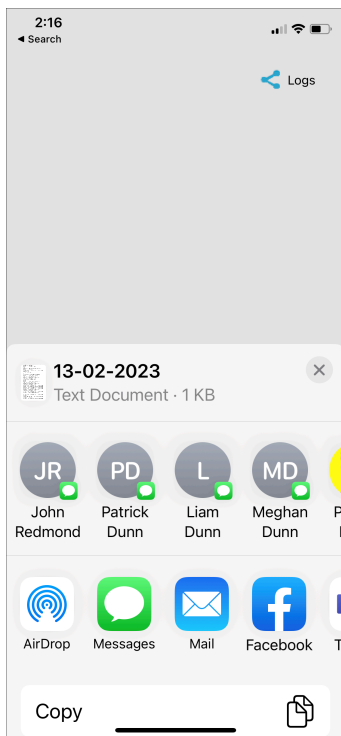 2:16
◀ Search
Logs
13-02-2023
Text Document · 1 KB
JR
PD
L
MD
John
Redmond
Patrick
Dunn
Liam
Dunn
Meghan
Dunn
P
AirDrop
Messages
Mail
Facebook
T
Copy